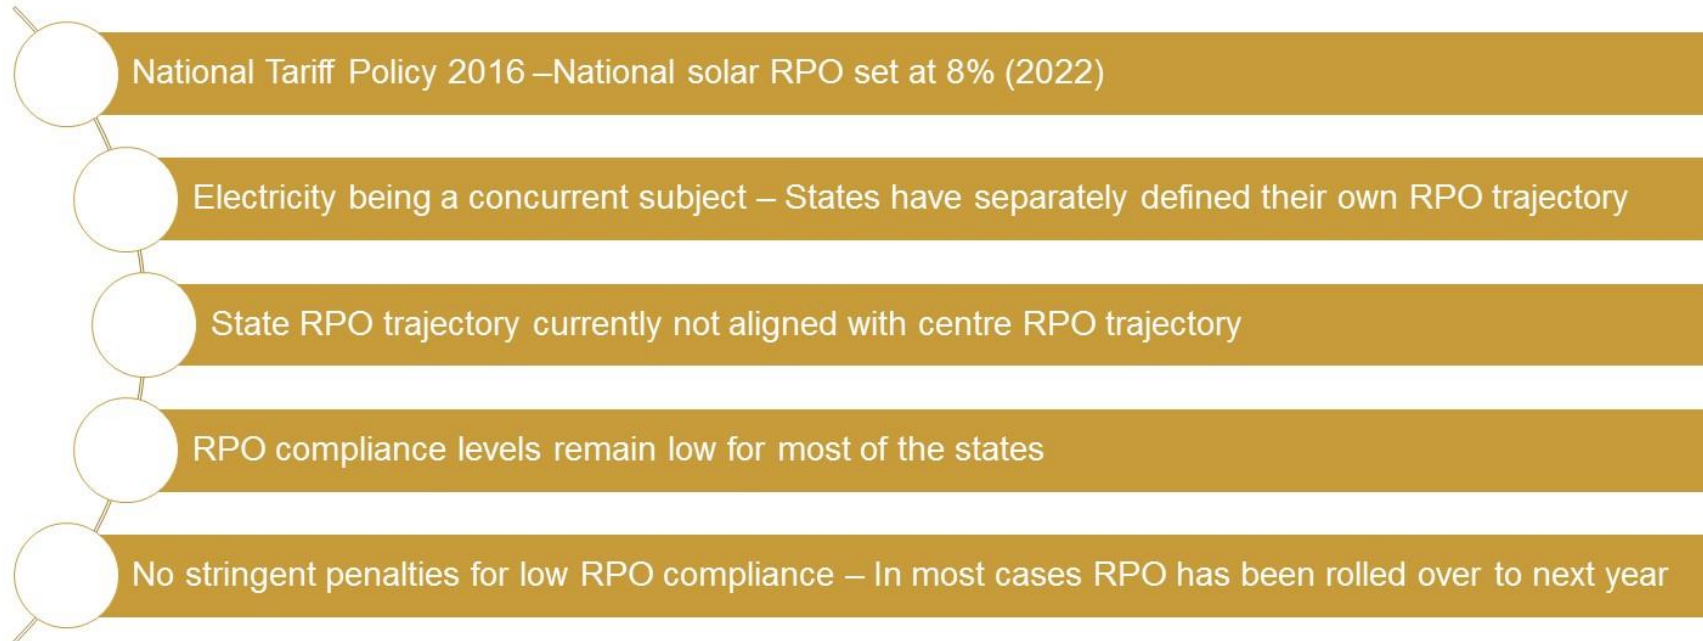 National Tariff Policy 2016 –National solar RPO set at 8% (2022)
Electricity being a concurrent subject – States have separately defined their own RPO trajectory
State RPO trajectory currently not aligned with centre RPO trajectory
RPO compliance levels remain low for most of the states
No stringent penalties for low RPO compliance – In most cases RPO has been rolled over to next year